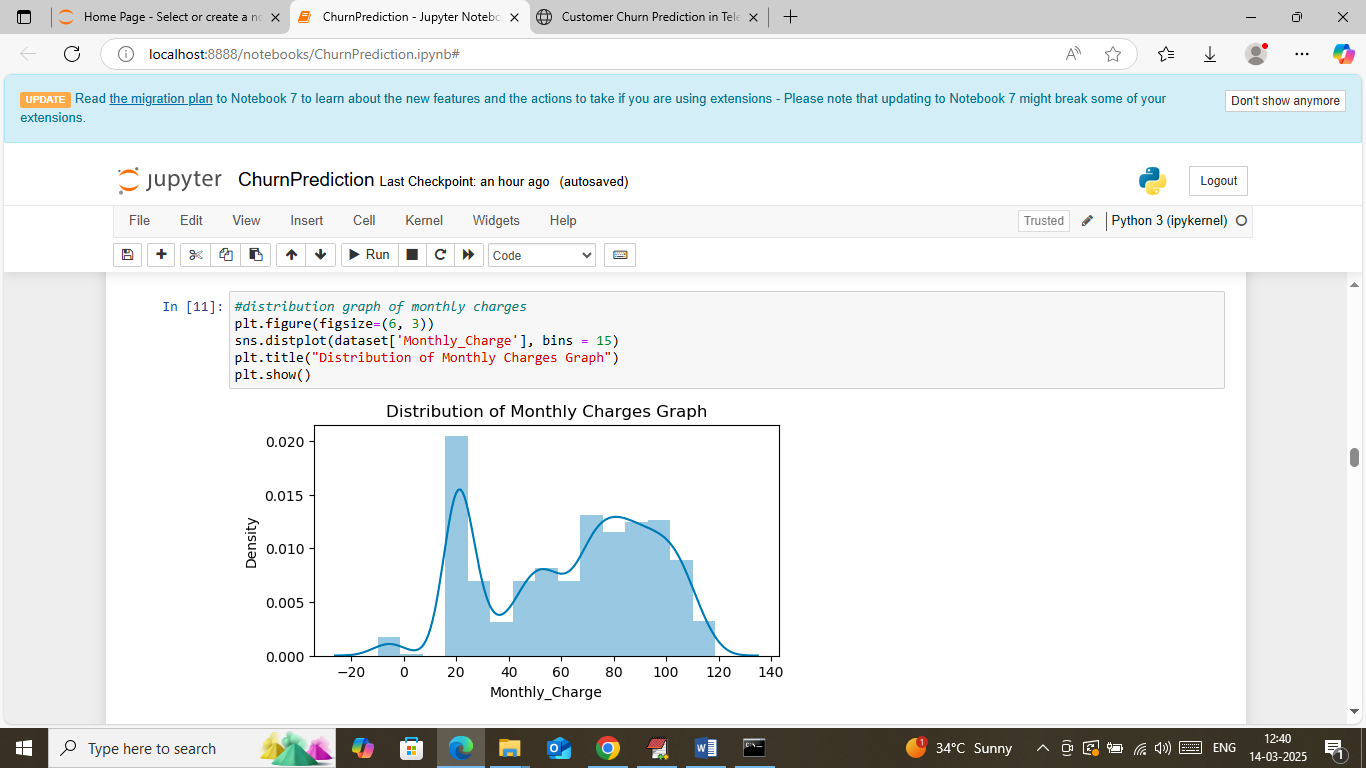 Home Page - Select or create a no
ChurnPrediction - Jupyter Notebo
Customer Churn Prediction in Tele
localhost:8888/notebooks/ChurnPrediction.ipynb#
UPDATE Read the migration plan to Notebook 7 to learn about the new features and the actions to take if you are using extensions - Please note that updating to Notebook 7 might break some of your
extensions.
Don't show anymore
jupyter ChurnPrediction Last Checkpoint: an hour ago (autosaved)
Logout
File Edit View Insert Cell Kernel Widgets Help
Trusted
Python 3 (ipykernel)
Run
Code
In [11]: #distribution graph of monthly charges
plt.figure(figsize=(6, 3))
sns.distplot(dataset['Monthly_Charge'], bins = 15)
plt.title("Distribution of Monthly Charges Graph")
plt.show()
Distribution of Monthly Charges Graph
0.020
0.015
0.010
0.005
0.000
Density
−20 0 20 40 60 80 100 120 140
Monthly_Charge
Type here to search
34°C Sunny
ENG
12:40
14-03-2025
1